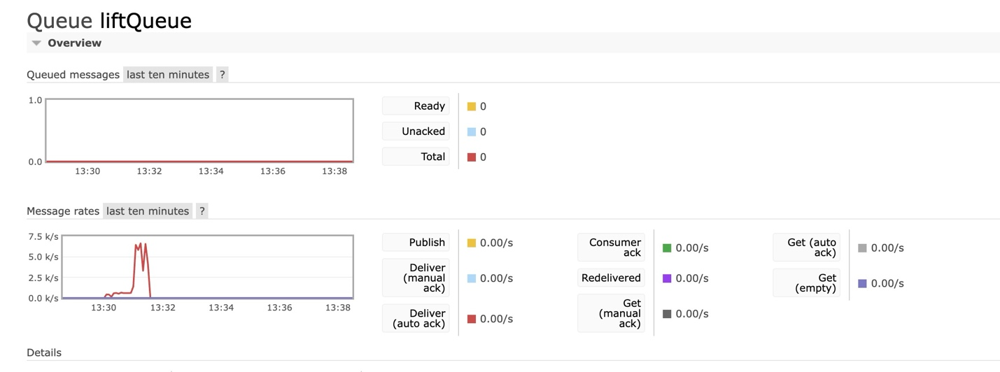 Queue liftQueue
Overview
Queued messages last ten minutes ?
1.0
0.0
13:30 13:32 13:34 13:36 13:38
Ready 0
Unacked 0
Total 0
Message rates last ten minutes ?
7.5 k/s
5.0 k/s
2.5 k/s
0.0 k/s
13:30 13:32 13:34 13:36 13:38
Publish 0.00/s
Deliver
(manual 0.00/s
ack)
Deliver
(auto ack) 0.00/s
Consumer
ack 0.00/s
Redelivered 0.00/s
Get
(manual 0.00/s
ack)
Get (auto
ack) 0.00/s
Get
(empty) 0.00/s
Details